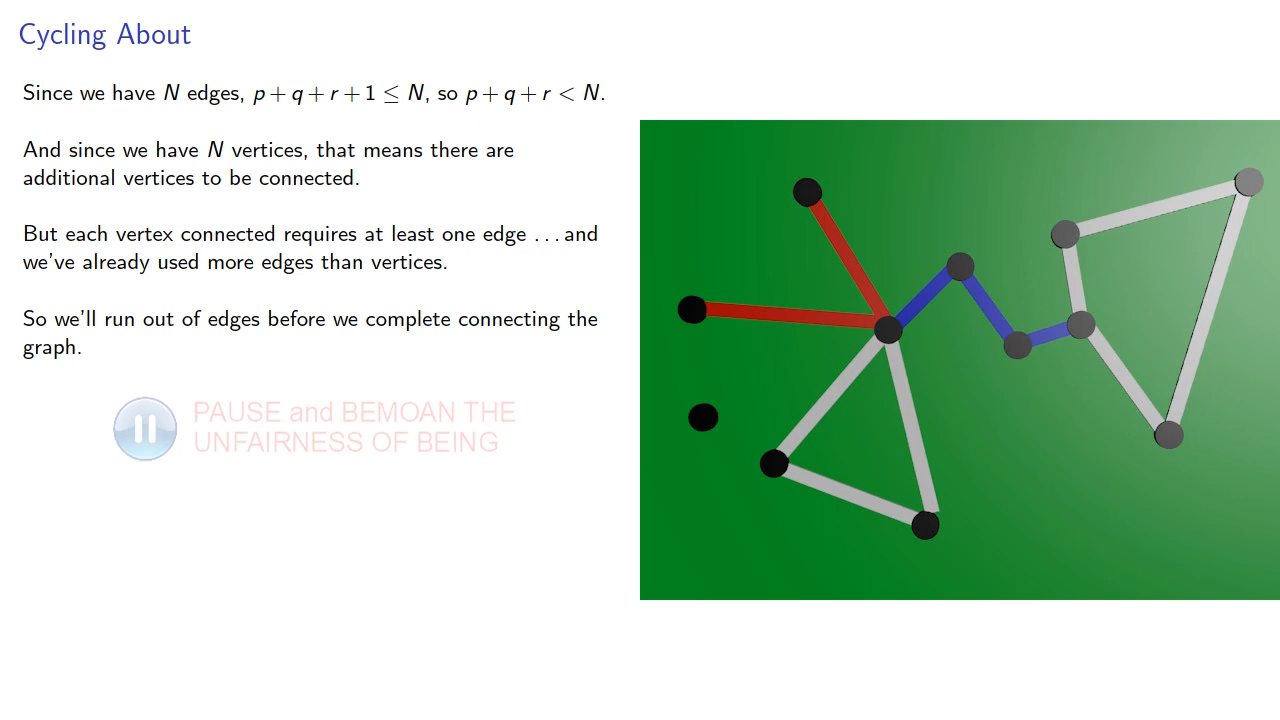 Cycling About
Since we have N edges, p + q + r + 1 ≤ N, so p + q + r < N.
And since we have N vertices, that means there are
additional vertices to be connected.
But each vertex connected requires at least one edge ... and
we've already used more edges than vertices.
So we'll run out of edges before we complete connecting the
graph.
PAUSE and BEMOAN THE
UNFAIRNESS OF BEING